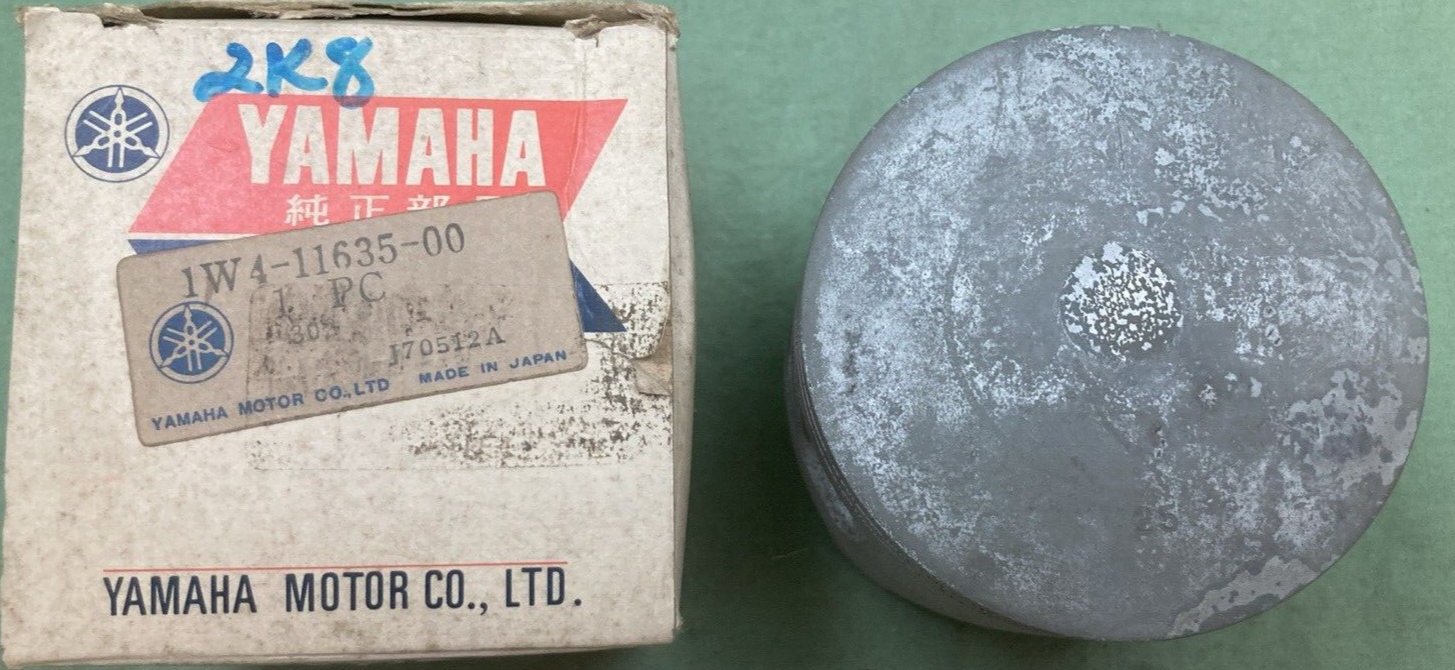 2K8
YAMAHA
純正部
1W4-11635-00
1 PC
J70512A
YAMAHA MOTOR CO.,LTD MADE IN JAPAN
YAMAHA MOTOR CO., LTD.